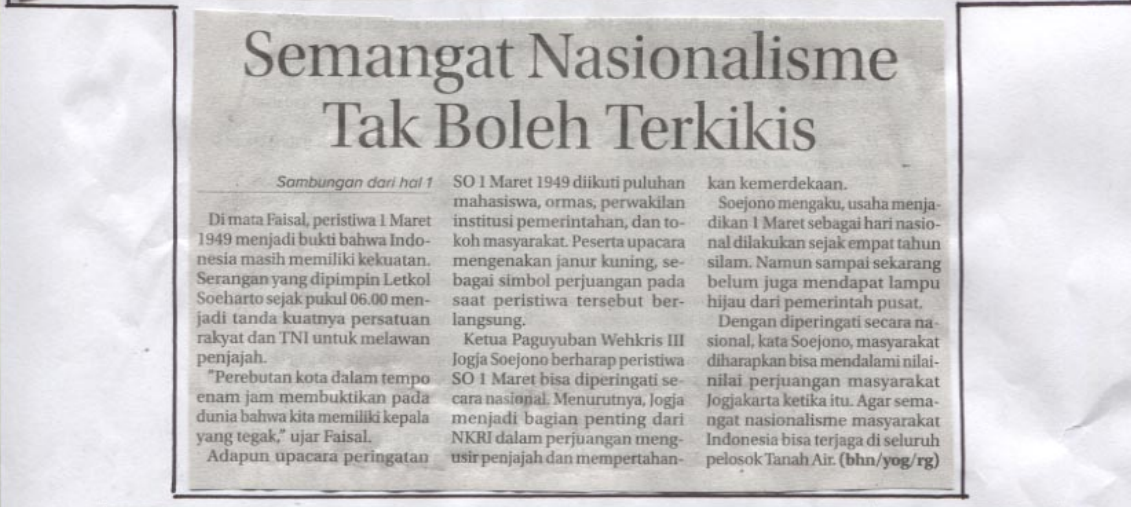 Semangat Nasionalisme
Tak Boleh Terkikis
Sambungan dari hal 1
Di mata Faisal, peristiwa 1 Maret
1949 menjadi bukti bahwa Indo-
nesia masih memiliki kekuatan.
Serangan yang dipimpin Letkol
Soeharto sejak pukul 06.00 men-
jadi tanda kuatnya persatuan
rakyat dan TNI untuk melawan
penjajah.
"Perebutan kota dalam tempo
enam jam membuktikan pada
dunia bahwa kita memiliki kepala
yang tegak," ujar Faisal.
Adapun upacara peringatan
SO 1 Maret 1949 diikuti puluhan
mahasiswa, ormas, perwakilan
institusi pemerintahan, dan to-
koh masyarakat. Peserta upacara
mengenakan janur kuning, se-
bagai simbol perjuangan pada
saat peristiwa tersebut ber-
langsung.
Ketua Paguyuban Wehkris III
Jogja Soejono berharap peristiwa
SO 1 Maret bisa diperingati se-
cara nasional. Menurutnya, Jogja
menjadi bagian penting dari
NKRI dalam perjuangan meng-
usir penjajah dan mempertahan-
kan kemerdekaan.
Soejono mengaku, usaha menja-
dikan 1 Maret sebagai hari nasio-
nal dilakukan sejak empat tahun
silam. Namun sampai sekarang
belum juga mendapat lampu
hijau dari pemerintah pusat.
Dengan diperingati secara na-
sional, kata Soejono, masyarakat
diharapkan bisa mendalami nilai-
nilai perjuangan masyarakat
Jogjakarta ketika itu. Agar sema-
ngat nasionalisme masyarakat
Indonesia bisa terjaga di seluruh
pelosok Tanah Air. (bhn/yog/rg)